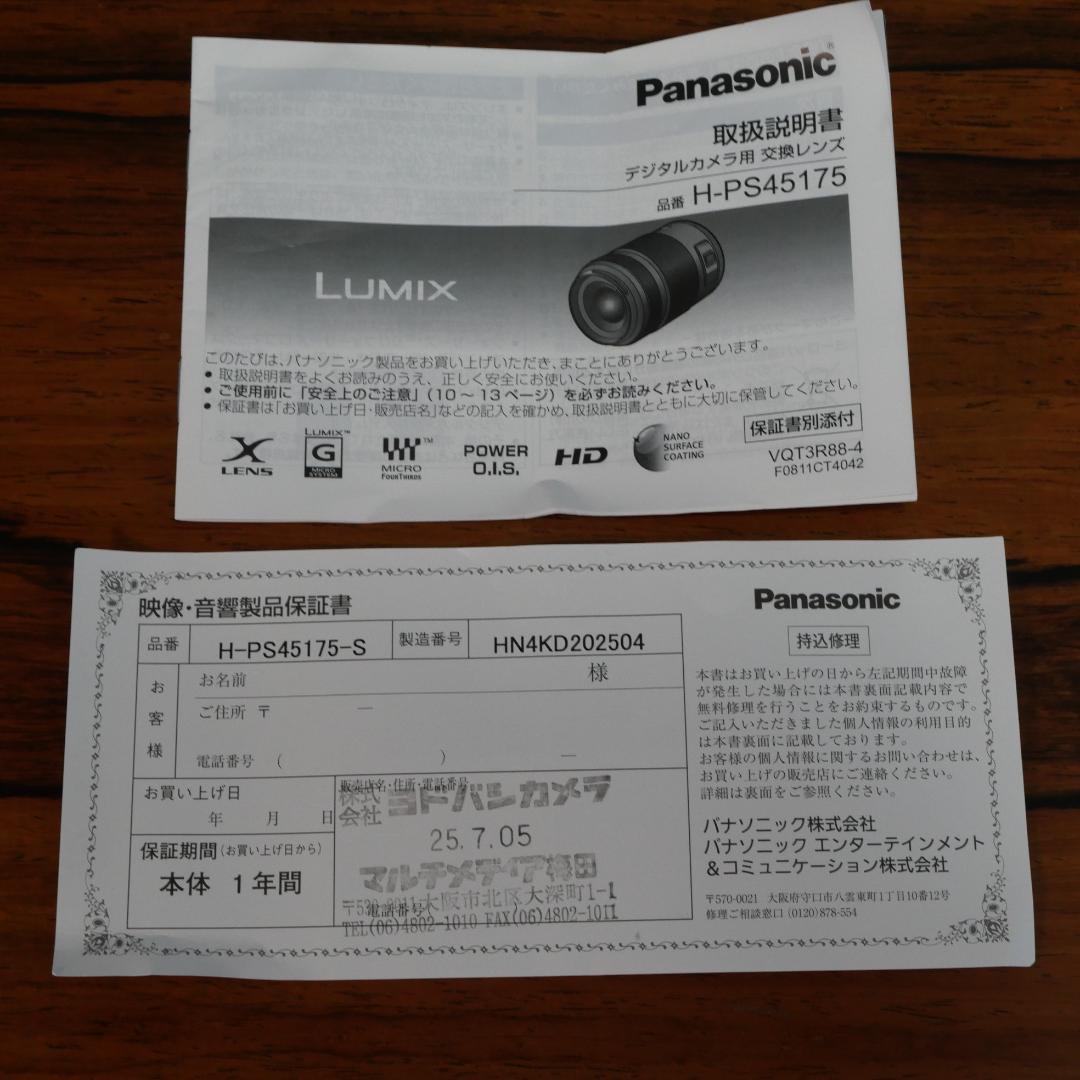 Panasonic
取扱説明書
デジタルカメラ用 交換レンズ
品番 H-PS45175
LUMIX
このたびは、パナソニック製品をお買い上げいただき、まことにありがとうございます。
● 取扱説明書をよくお読みのうえ、正しく安全にお使いください。
● ご使用前に「安全上のご注意」(10～13ページ)を必ずお読みください。
● 保証書は「お買い上げ日・販売店名」などの記入を確かめ、取扱説明書とともに大切に保管してください。
保証書別添付
X LENS
LUMIX™ G MICRO SYSTEM
™ MICRO FOURTHIRDS
POWER O.I.S.
HD
NANO SURFACE COATING
VQT3R88-4
F0811CT4042
映像・音響製品保証書
品番 H-PS45175-S 製造番号 HN4KD202504
お客様
お名前 様
ご住所 〒 ―
電話番号 ( ) ―
お買い上げ日
年 月 日
保証期間(お買い上げ日から)
本体 1年間
販売店名・住所・電話番号
株式会社 ヨドバシカメラ
25.7.05
マルチメディア梅田
大阪市北区大深町1-1
電話番号(
TEL(06)4802-1010 FAX(06)4802-1011
Panasonic
持込修理
本書はお買い上げの日から左記期間中故障
が発生した場合には本書裏面記載内容で
無料修理を行うことをお約束するものです。
ご記入いただきました個人情報の利用目的
は本書裏面に記載しております。
お客様の個人情報に関するお問い合わせは、
お買い上げの販売店にご連絡ください。
詳細は裏面をご参照ください。
パナソニック株式会社
パナソニック エンターテインメント
&コミュニケーション株式会社
〒570-0021 大阪府守口市八雲東町1丁目10番12号
修理ご相談窓口 (0120)878-554